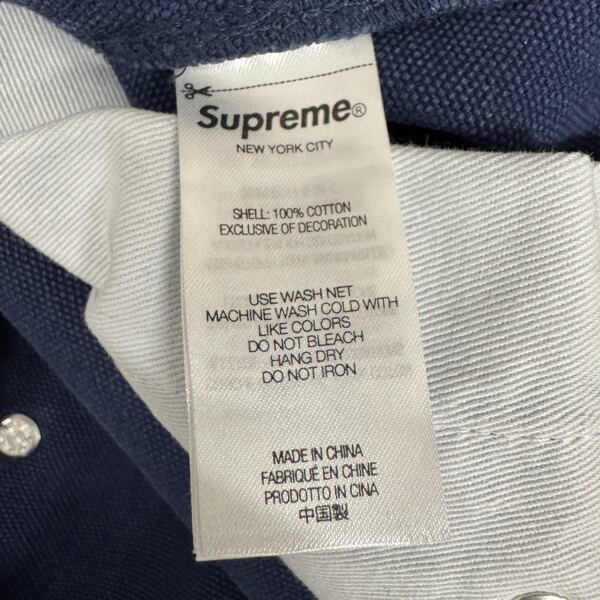 Supreme®
NEW YORK CITY
SHELL: 100% COTTON
EXCLUSIVE OF DECORATION
USE WASH NET
MACHINE WASH COLD WITH
LIKE COLORS
DO NOT BLEACH
HANG DRY
DO NOT IRON
MADE IN CHINA
FABRIQUÉ EN CHINE
PRODOTTO IN CINA
中国製